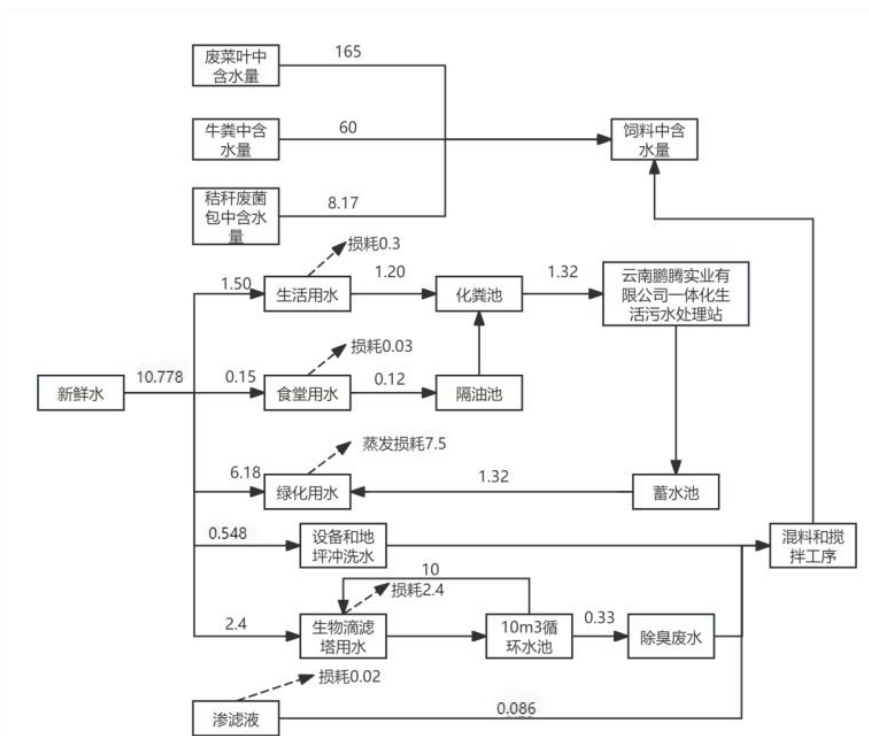 废菜叶中
含水量
165
牛粪中含
水量
60
饲料中含
水量
秸秆废菌
包中含水
量
8.17
损耗0.3
1.50
生活用水
1.20
化粪池
1.32
云南鹏腾实业有
限公司一体化生
活污水处理站
损耗0.03
新鲜水
10.778
0.15
食堂用水
0.12
隔油池
蒸发损耗7.5
6.18
绿化用水
1.32
蓄水池
0.548
设备和地
坪冲洗水
混料和搅
拌工序
10
损耗2.4
2.4
生物滴滤
塔用水
10m3循
环水池
0.33
除臭废水
损耗0.02
渗滤液
0.086